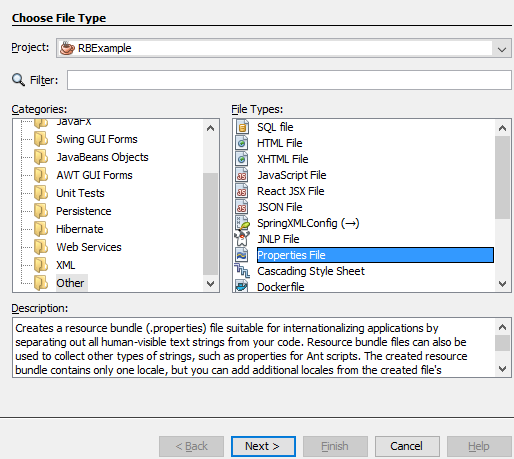 Choose File Type
Project: RBExample
Filter:
Categories:
JavaFX
Swing GUI Forms
JavaBeans Objects
AWT GUI Forms
Unit Tests
Persistence
Hibernate
Web Services
XML
Other
File Types:
SQL file
HTML File
XHTML File
JavaScript File
React JSX File
JSON File
SpringXMLConfig (→)
JNLP File
Properties File
Cascading Style Sheet
Dockerfile
Description:
Creates a resource bundle (.properties) file suitable for internationalizing applications by
separating out all human-visible text strings from your code. Resource bundle files can also be
used to collect other types of strings, such as properties for Ant scripts. The created resource
bundle contains only one locale, but you can add additional locales from the created file's
< Back Next > Finish Cancel Help